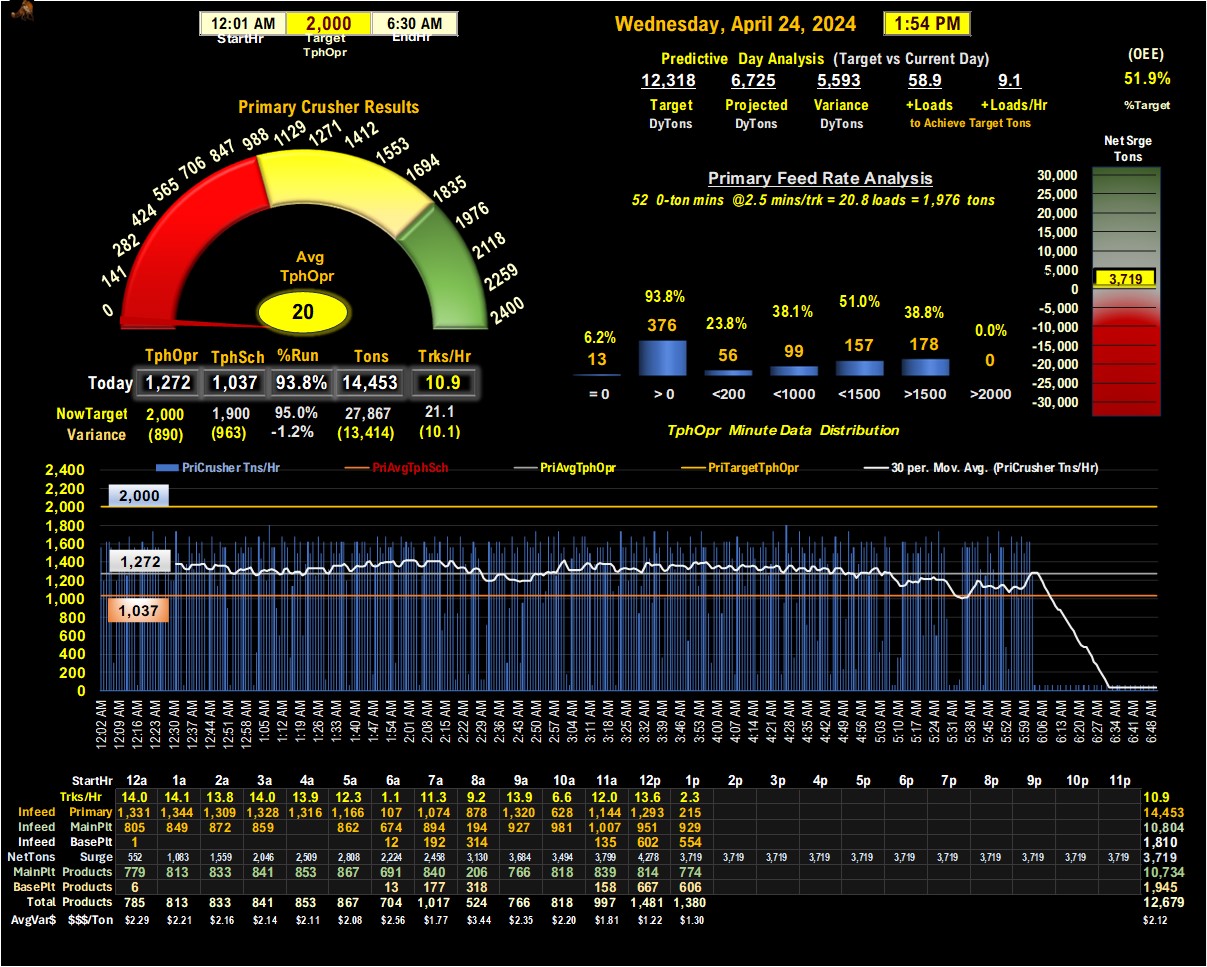 12:01 AM 2,000 6:30 AM
StartHr Target EndHr
TphOpr
Wednesday, April 24, 2024 1:54 PM
Predictive Day Analysis (Target vs Current Day)
12,318 6,725 5,593 58.9 9.1
Target Projected Variance +Loads +Loads/Hr
DyTons DyTons DyTons to Achieve Target Tons
(OEE)
51.9%
%Target
Primary Crusher Results
0 141 282 424 565 706 847 988 1129 1271 1412 1553 1694 1835 1976 2118 2259 2400
Avg
TphOpr
20
TphOpr TphSch %Run Tons Trks/Hr
Today 1,272 1,037 93.8% 14,453 10.9
NowTarget 2,000 1,900 95.0% 27,867 21.1
Variance (890) (963) -1.2% (13,414) (10.1)
Primary Feed Rate Analysis
52 0-ton mins @2.5 mins/trk = 20.8 loads = 1,976 tons
6.2% 93.8% 23.8% 38.1% 51.0% 38.8% 0.0%
13 376 56 99 157 178 0
= 0 > 0 <200 <1000 <1500 >1500 >2000
TphOpr Minute Data Distribution
Net Srge
Tons
30,000
25,000
20,000
15,000
10,000
5,000
3,719
0
-5,000
-10,000
-15,000
-20,000
-25,000
-30,000
PriCrusher Tns/Hr PriAvgTphSch PriAvgTphOpr PriTargetTphOpr 30 per. Mov. Avg. (PriCrusher Tns/Hr)
2,400
2,200
2,000
1,800
1,600
1,400
1,200
1,000
800
600
400
200
0
2,000
1,272
1,037
12:02 AM 12:09 AM 12:16 AM 12:23 AM 12:30 AM 12:37 AM 12:44 AM 12:51 AM 12:58 AM 1:05 AM 1:12 AM 1:19 AM 1:26 AM 1:33 AM 1:40 AM 1:47 AM 1:54 AM 2:01 AM 2:08 AM 2:15 AM 2:22 AM 2:29 AM 2:36 AM 2:43 AM 2:50 AM 2:57 AM 3:04 AM 3:11 AM 3:18 AM 3:25 AM 3:32 AM 3:39 AM 3:46 AM 3:53 AM 4:00 AM 4:07 AM 4:14 AM 4:21 AM 4:28 AM 4:35 AM 4:42 AM 4:49 AM 4:56 AM 5:03 AM 5:10 AM 5:17 AM 5:24 AM 5:31 AM 5:38 AM 5:45 AM 5:52 AM 5:59 AM 6:06 AM 6:13 AM 6:20 AM 6:27 AM 6:34 AM 6:41 AM 6:48 AM
StartHr 12a 1a 2a 3a 4a 5a 6a 7a 8a 9a 10a 11a 12p 1p 2p 3p 4p 5p 6p 7p 8p 9p 10p 11p
Trks/Hr 14.0 14.1 13.8 14.0 13.9 12.3 1.1 11.3 9.2 13.9 6.6 12.0 13.6 2.3 10.9
Infeed Primary 1,331 1,344 1,309 1,328 1,316 1,166 107 1,074 878 1,320 628 1,144 1,293 215 14,453
Infeed MainPlt 805 849 872 859 862 674 894 194 927 981 1,007 951 929 10,804
Infeed BasePlt 1 12 192 314 135 602 554 1,810
NetTons Surge 552 1,083 1,559 2,046 2,509 2,808 2,224 2,458 3,130 3,684 3,494 3,799 4,278 3,719 3,719 3,719 3,719 3,719 3,719 3,719 3,719 3,719 3,719 3,719 3,719
MainPlt Products 779 813 833 841 853 867 691 840 206 766 818 839 814 774 10,734
BasePlt Products 6 13 177 318 158 667 606 1,945
Total Products 785 813 833 841 853 867 704 1,017 524 766 818 997 1,481 1,380 12,679
AvgVar$ $$$/Ton $2.29 $2.21 $2.16 $2.14 $2.11 $2.08 $2.56 $1.77 $3.44 $2.35 $2.20 $1.81 $1.22 $1.30 $2.12